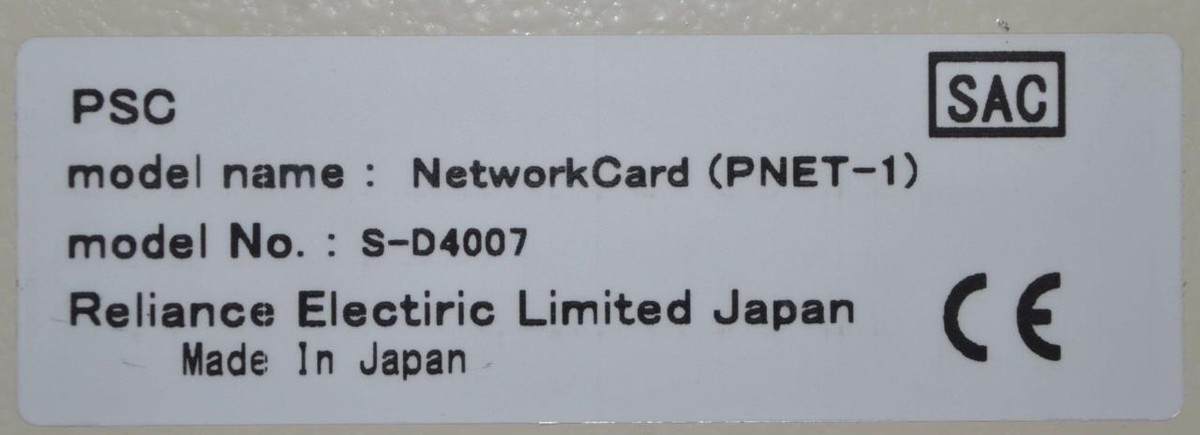 PSC
SAC
model name : NetworkCard (PNET-1)
model No. : S-D4007
Reliance Electiric Limited Japan
Made In Japan
CE